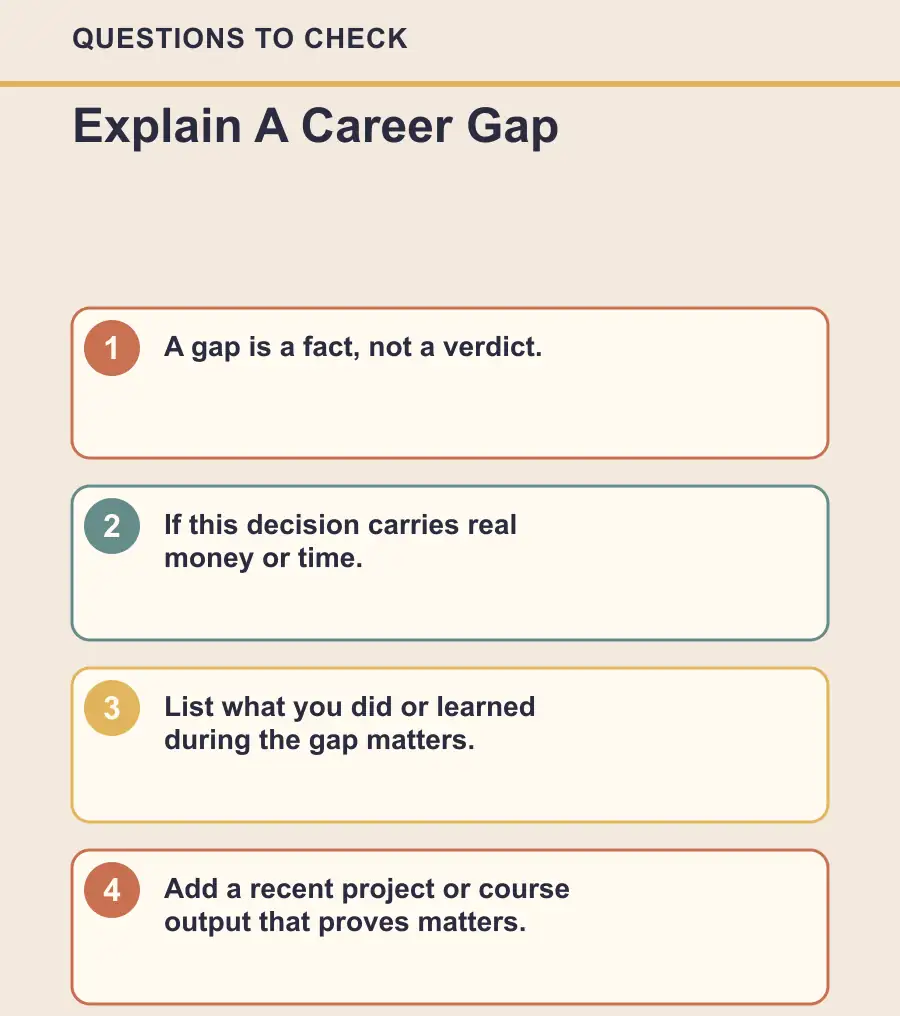 QUESTIONS TO CHECK
Explain A Career Gap
1
A gap is a fact, not a verdict.
2
If this decision carries real
money or time.
3
List what you did or learned
during the gap matters.
4
Add a recent project or course
output that proves matters.